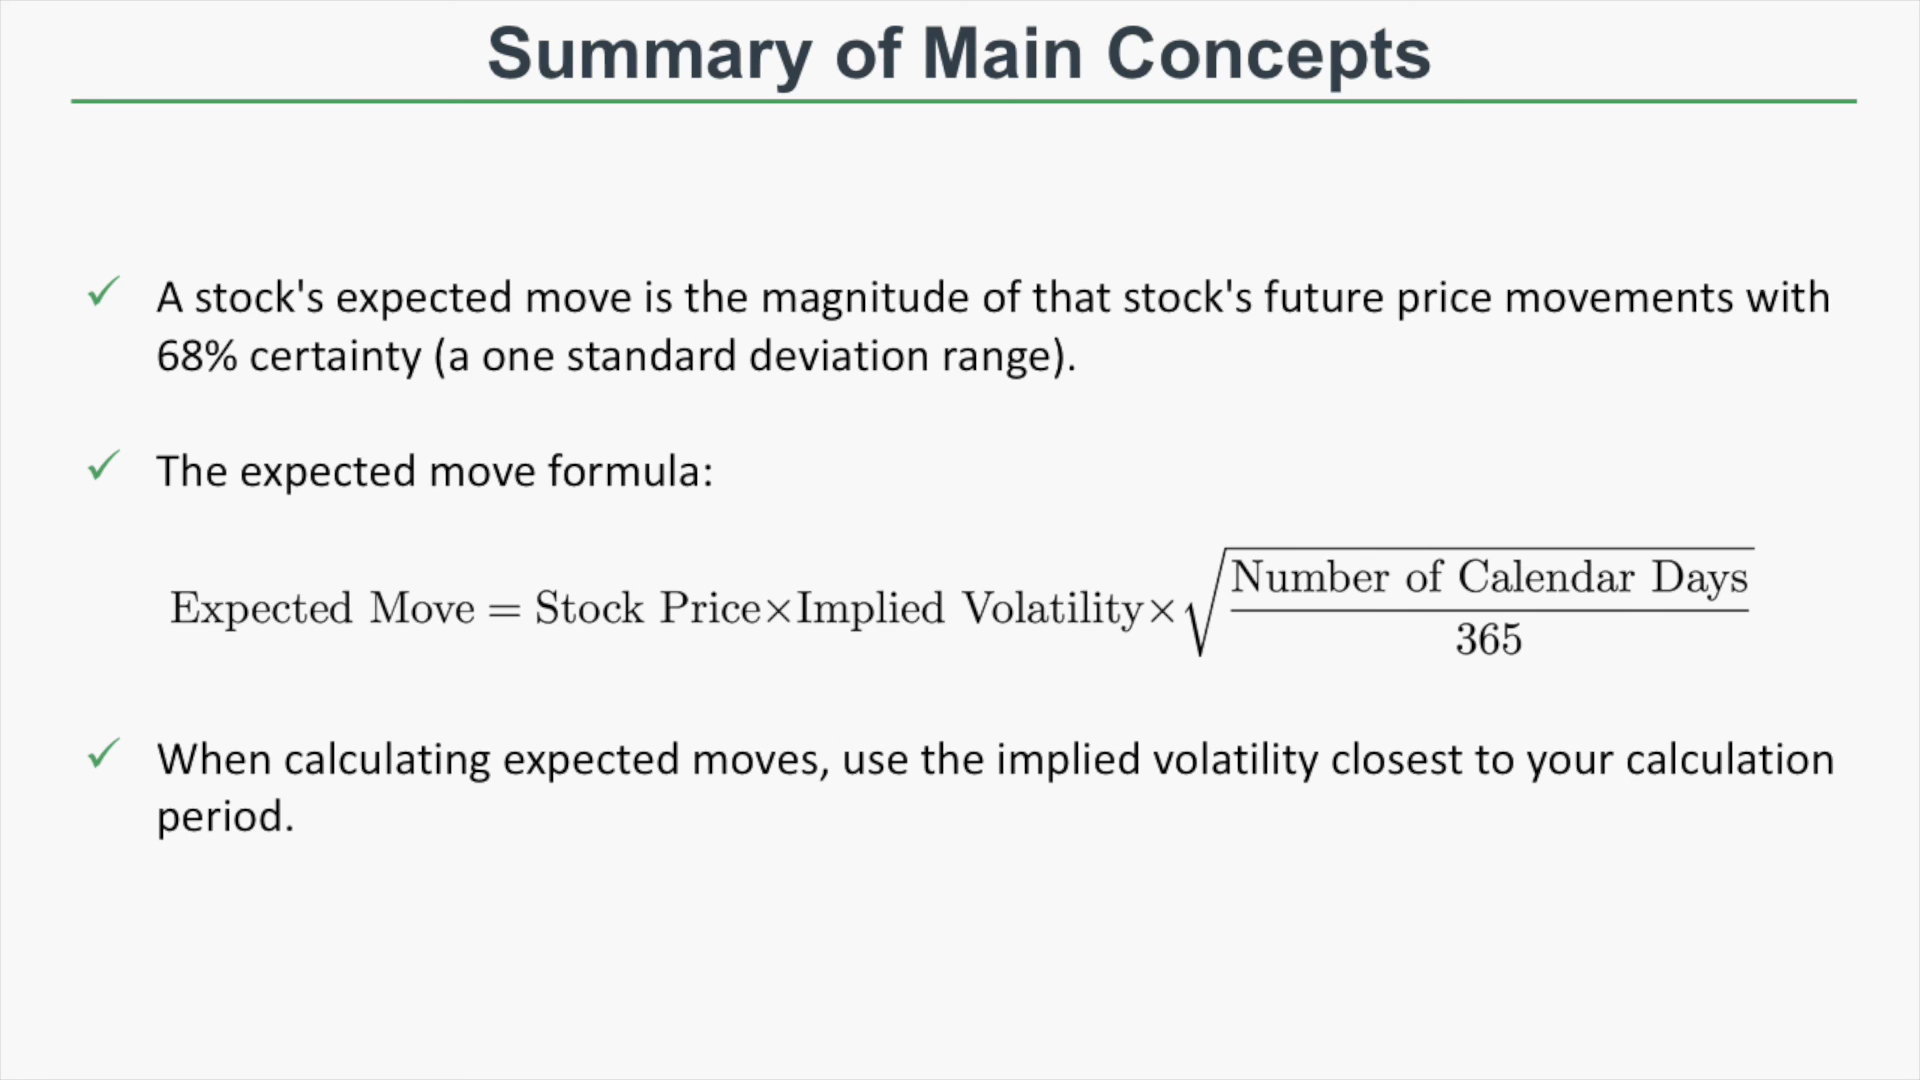 Summary of Main Concepts
✓ A stock's expected move is the magnitude of that stock's future price movements with
68% certainty (a one standard deviation range).
✓ The expected move formula:
Expected Move = Stock Price×Implied Volatility×√(Number of Calendar Days / 365)
✓ When calculating expected moves, use the implied volatility closest to your calculation
period.